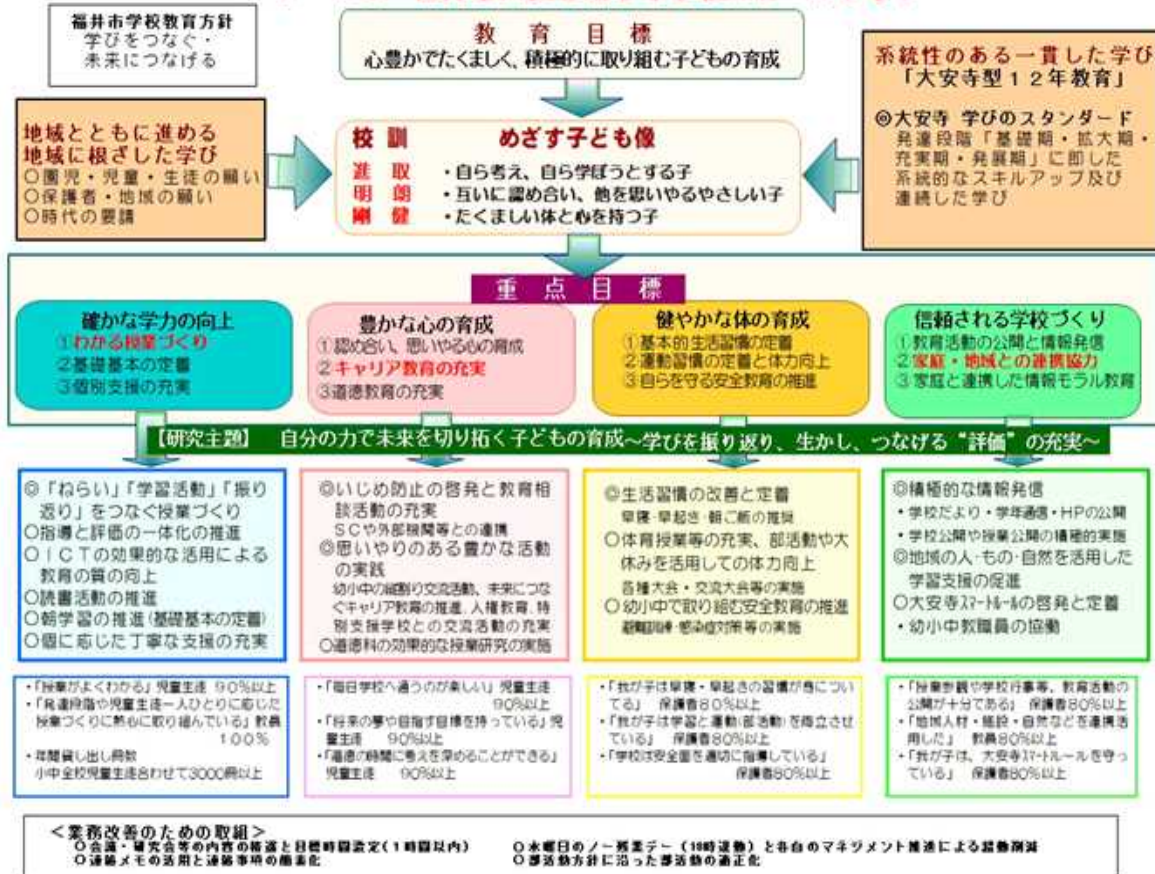 福井市学校教育方針
学びをつなぐ・
未来につなげる
教育目標
心豊かでたくましく、積極的に取り組む子どもの育成
系統性のある一貫した学び
「大安寺型12年教育」
◎大安寺 学びのスタンダード
発達段階「基礎期・拡大期・
充実期・発展期」に即した
系統的なスキルアップ及び
連続した学び
地域とともに進める
地域に根ざした学び
○園児・児童・生徒の願い
○保護者・地域の願い
○時代の要請
校訓 めざす子ども像
進取 ・自ら考え、自ら学ぼうとする子
明朗 ・互いに認め合い、他を思いやるやさしい子
剛健 ・たくましい体と心を持つ子
重点目標
確かな学力の向上
①わかる授業づくり
②基礎基本の定着
③個別支援の充実
豊かな心の育成
①認め合い、思いやる心の育成
②キャリア教育の充実
③道徳教育の充実
健やかな体の育成
①基本的生活習慣の定着
②運動習慣の定着と体力向上
③自らを守る安全教育の推進
信頼される学校づくり
①教育活動の公開と情報発信
②家庭・地域との連携協力
③家庭と連携した情報モラル教育
【研究主題】 自分の力で未来を切り拓く子どもの育成～学びを振り返り、生かし、つなげる“評価”の充実～
◎「ねらい」「学習活動」「振り
返り」をつなぐ授業づくり
○指導と評価の一体化の推進
○ICTの効果的な活用による
教育の質の向上
○読書活動の推進
○朝学習の推進(基礎基本の定着)
○個に応じた丁寧な支援の充実
◎いじめ防止の啓発と教育相
談活動の充実
SCや外部機関等との連携
◎思いやりのある豊かな活動
の実践
幼小中の縦割り交流活動、未来につな
ぐキャリア教育の推進、人権教育、特
別支援学校との交流活動の充実
○道徳科の効果的な授業研究の実施
◎生活習慣の改善と定着
早寝・早起き・朝ご飯の推奨
○体育授業等の充実、部活動や大
休みを活用しての体力向上
各種大会・交流大会等の実施
○幼小中で取り組む安全教育の推進
避難訓練・感染症対策等の実施
◎積極的な情報発信
・学校だより・学年通信・HPの公開
・学校公開や授業公開の積極的実施
◎地域の人・もの・自然を活用した
学習支援の促進
○大安寺スマートルールの啓発と定着
・幼小中教職員の協働
・「授業がよくわかる」児童生徒 90%以上
・「発達段階や児童生徒一人ひとりに応じた
授業づくりに熱心に取り組んでいる」教員
100%
・年間貸し出し冊数
小中全校児童生徒合わせて3000冊以上
・「毎日学校へ通うのが楽しい」児童生徒
90%以上
・「将来の夢や目指す目標を持っている」児
童生徒 90%以上
・「道徳の時間に考えを深めることができる」
児童生徒 90%以上
・「我が子は早寝・早起きの習慣が身につい
てる」 保護者80%以上
・「我が子は学習と運動(部活動)を両立させ
ている」 保護者80%以上
・「学校は安全面を適切に指導している」
保護者80%以上
・「授業参観や学校行事等、教育活動の
公開が十分である」 保護者80%以上
・「地域人材・施設・自然などを連携活
用した」 教員80%以上
・「我が子は、大安寺スマートルールを守っ
ている」 保護者80%以上
＜業務改善のための取組＞
○会議・研究会等の内容の精選と目標時間設定(1時間以内)
○水曜日のノー残業デー(18時退勤)と各自のマネジメント推進による超勤削減
○連絡メモの活用と連絡事項の簡素化
○部活動方針に沿った部活動の適正化